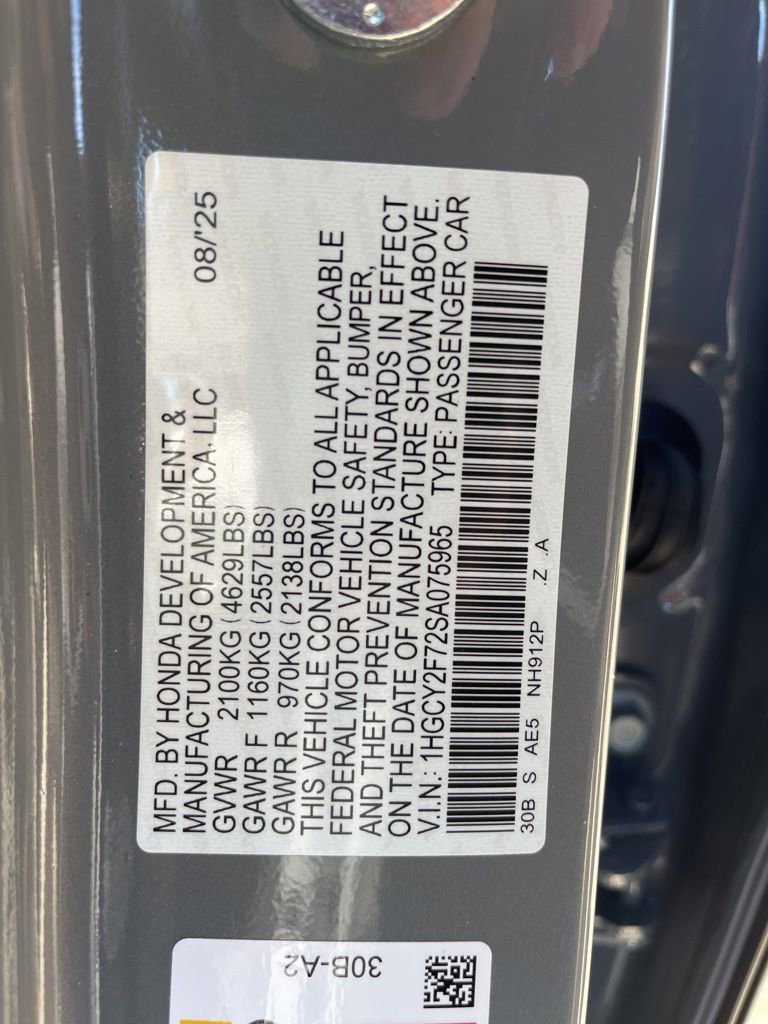 MFD. BY HONDA DEVELOPMENT &
MANUFACTURING OF AMERICA, LLC 08/'25
GVWR 2100KG (4629LBS)
GAWR F 1160KG (2557LBS)
GAWR R 970KG (2138LBS)
THIS VEHICLE CONFORMS TO ALL APPLICABLE
FEDERAL MOTOR VEHICLE SAFETY, BUMPER,
AND THEFT PREVENTION STANDARDS IN EFFECT
ON THE DATE OF MANUFACTURE SHOWN ABOVE.
V.I.N.: 1HGCY2F72SA075965 TYPE: PASSENGER CAR
30B S AE5 NH912P .Z .A
30B-A2